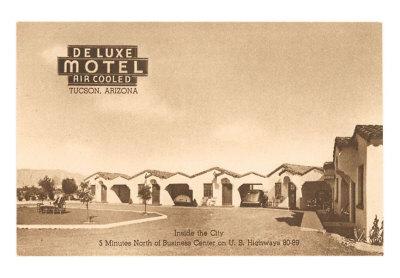 DE LUXE
MOTEL
AIR COOLED
TUCSON, ARIZONA
Inside the City
5 Minutes North of Business Center on U. S. Highways 80-89